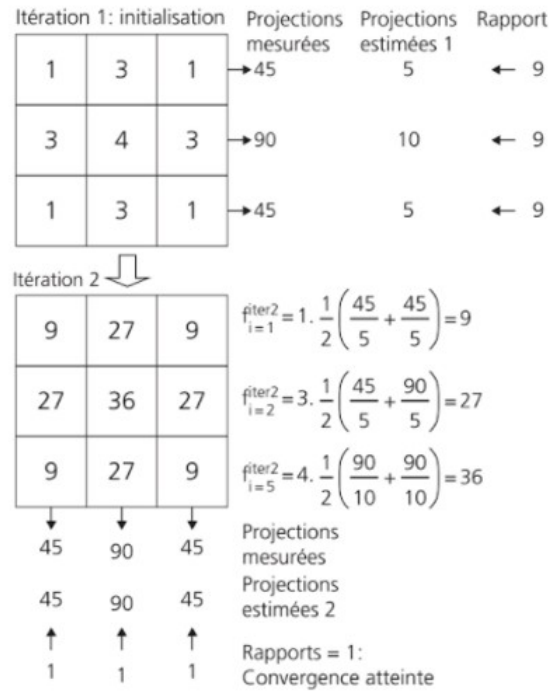 Itération 1: initialisation
Projections mesurées
Projections estimées 1
Rapport
1 3 1 → 45 5 ← 9
3 4 3 → 90 10 ← 9
1 3 1 → 45 5 ← 9
Itération 2
9 27 9
27 36 27
9 27 9
f^{iter2}_{i=1} = 1. 1/2 (45/5 + 45/5) = 9
f^{iter2}_{i=2} = 3. 1/2 (45/5 + 90/5) = 27
f^{iter2}_{i=5} = 4. 1/2 (90/10 + 90/10) = 36
45 90 45
Projections
mesurées
45 90 45
Projections
estimées 2
1 1 1
Rapports = 1:
Convergence atteinte